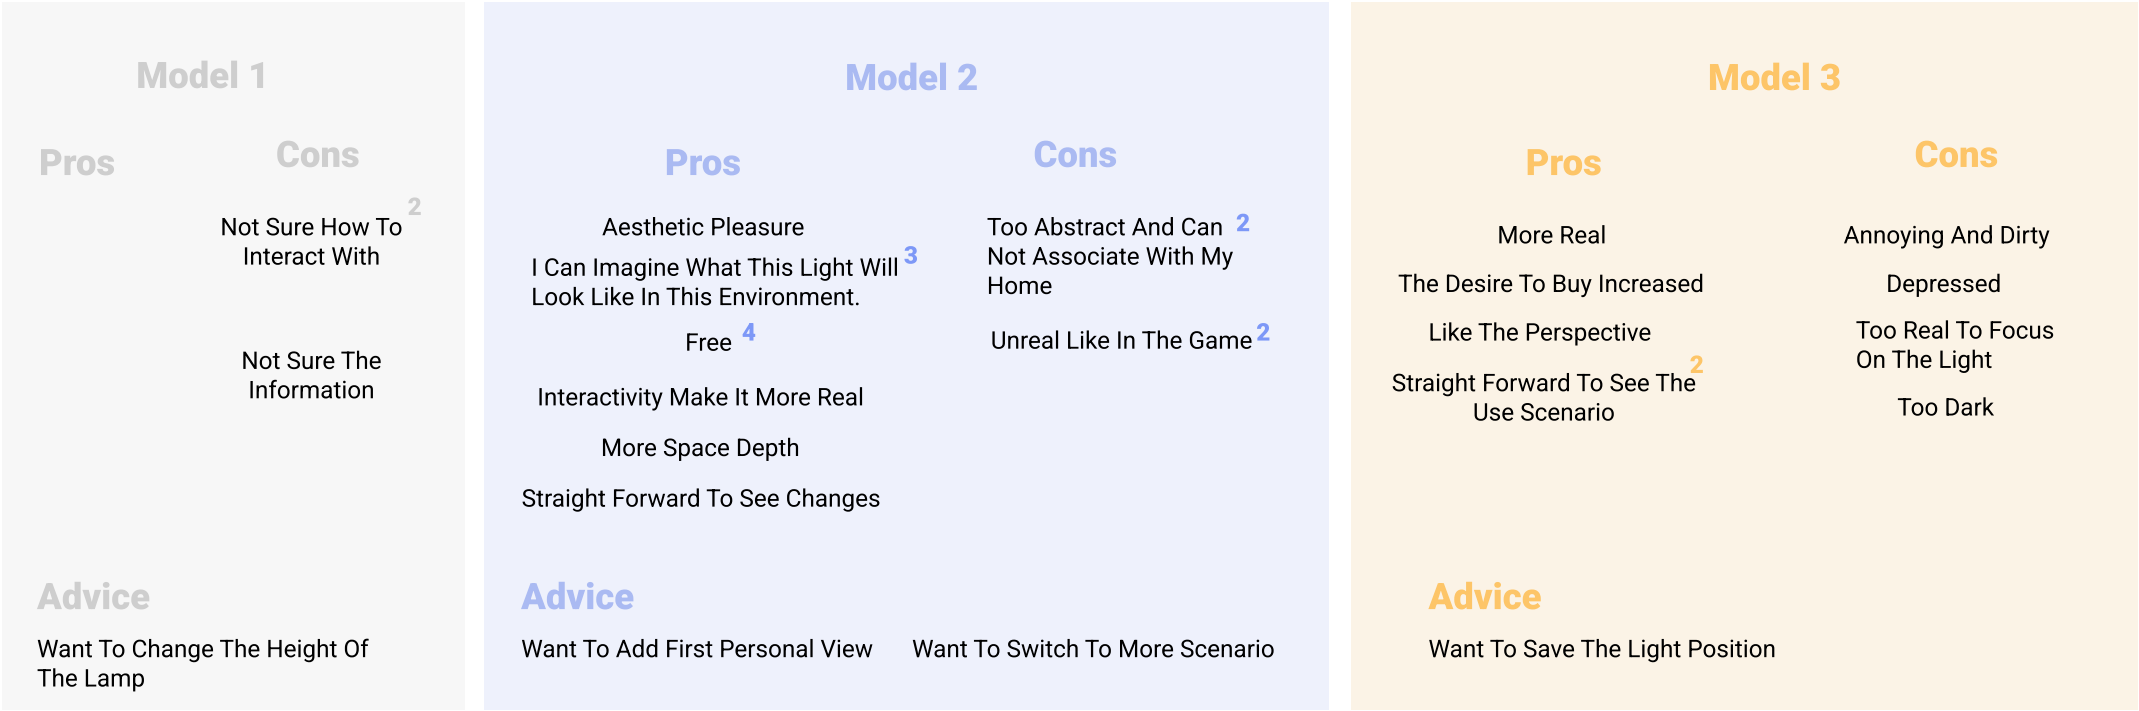 Model 1
Pros
Cons
Not Sure How To 2
Interact With
Not Sure The
Information
Advice
Want To Change The Height Of
The Lamp
Model 2
Pros
Aesthetic Pleasure
I Can Imagine What This Light Will 3
Look Like In This Environment.
Free 4
Interactivity Make It More Real
More Space Depth
Straight Forward To See Changes
Cons
Too Abstract And Can 2
Not Associate With My
Home
Unreal Like In The Game 2
Advice
Want To Add First Personal View
Want To Switch To More Scenario
Model 3
Pros
More Real
The Desire To Buy Increased
Like The Perspective
Straight Forward To See The 2
Use Scenario
Cons
Annoying And Dirty
Depressed
Too Real To Focus
On The Light
Too Dark
Advice
Want To Save The Light Position